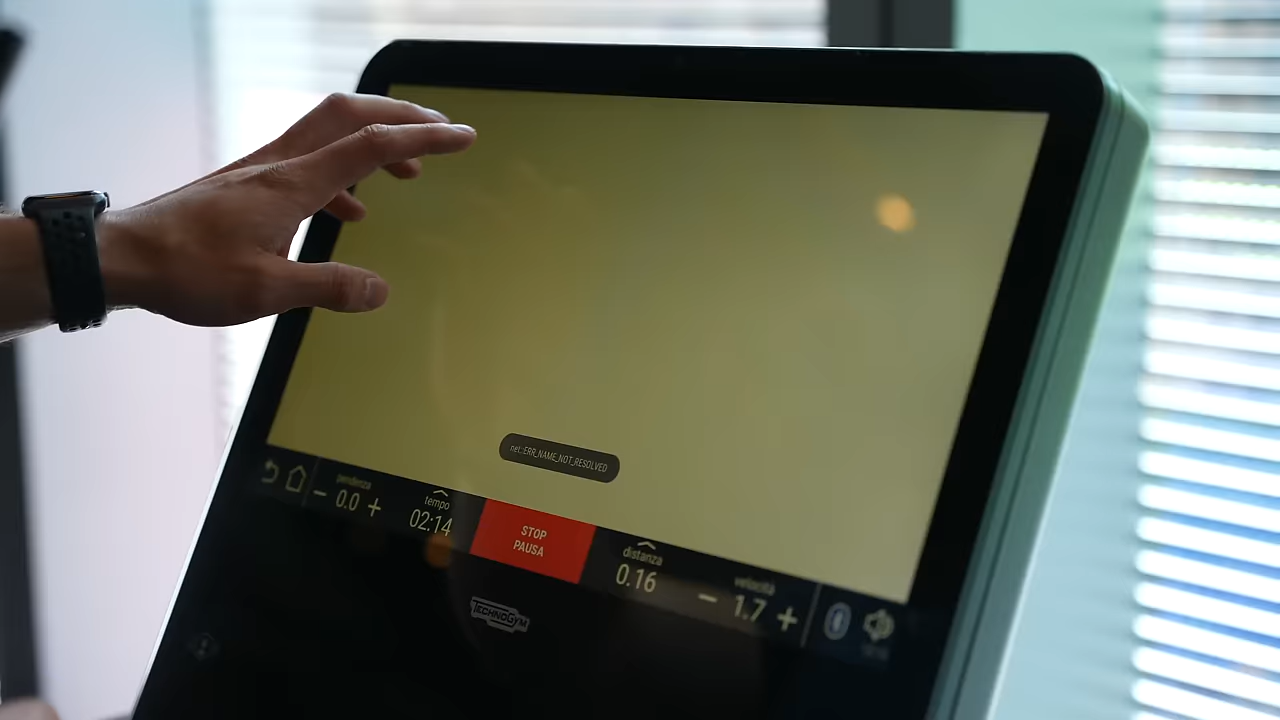 net::ERR_NAME_NOT_RESOLVED
pendenza
0.0
tempo
02:14
STOP
PAUSA
distanza
0.16
velocità
1.7
TECHNOGYM